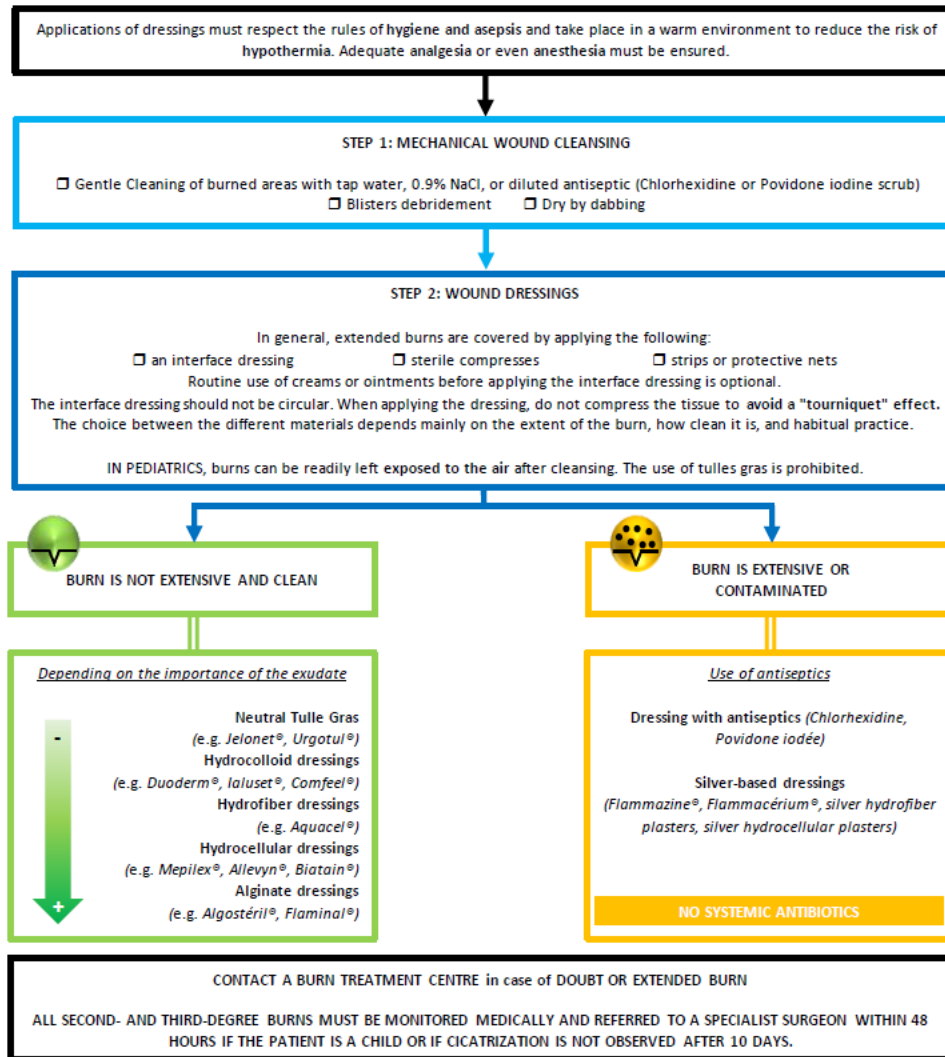 Applications of dressings must respect the rules of hygiene and asepsis and take place in a warm environment to reduce the risk of
hypothermia. Adequate analgesia or even anesthesia must be ensured.
STEP 1: MECHANICAL WOUND CLEANSING
❒ Gentle Cleaning of burned areas with tap water, 0.9% NaCl, or diluted antiseptic (Chlorhexidine or Povidone iodine scrub)
❒ Blisters debridement ❒ Dry by dabbing
STEP 2: WOUND DRESSINGS
In general, extended burns are covered by applying the following:
❒ an interface dressing ❒ sterile compresses ❒ strips or protective nets
Routine use of creams or ointments before applying the interface dressing is optional.
The interface dressing should not be circular. When applying the dressing, do not compress the tissue to avoid a "tourniquet" effect.
The choice between the different materials depends mainly on the extent of the burn, how clean it is, and habitual practice.
IN PEDIATRICS, burns can be readily left exposed to the air after cleansing. The use of tulles gras is prohibited.
BURN IS NOT EXTENSIVE AND CLEAN
Depending on the importance of the exudate
-
Neutral Tulle Gras
(e.g. Jelonet®, Urgotul®)
Hydrocolloid dressings
(e.g. Duoderm®, Ialuset®, Comfeel®)
Hydrofiber dressings
(e.g. Aquacel®)
Hydrocellular dressings
(e.g. Mepilex®, Allevyn®, Biatain®)
Alginate dressings
+
(e.g. Algostéril®, Flaminal®)
BURN IS EXTENSIVE OR
CONTAMINATED
Use of antiseptics
Dressing with antiseptics (Chlorhexidine,
Povidone iodée)
Silver-based dressings
(Flammazine®, Flammacérium®, silver hydrofiber
plasters, silver hydrocellular plasters)
NO SYSTEMIC ANTIBIOTICS
CONTACT A BURN TREATMENT CENTRE in case of DOUBT OR EXTENDED BURN
ALL SECOND- AND THIRD-DEGREE BURNS MUST BE MONITORED MEDICALLY AND REFERRED TO A SPECIALIST SURGEON WITHIN 48
HOURS IF THE PATIENT IS A CHILD OR IF CICATRIZATION IS NOT OBSERVED AFTER 10 DAYS.